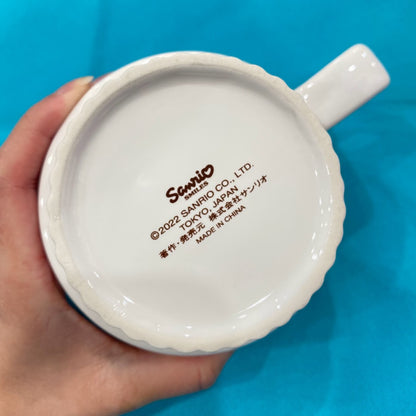 Sanrio
SMILES
©2022 SANRIO CO., LTD.
TOKYO, JAPAN
著作・発売元 株式会社サンリオ
MADE IN CHINA